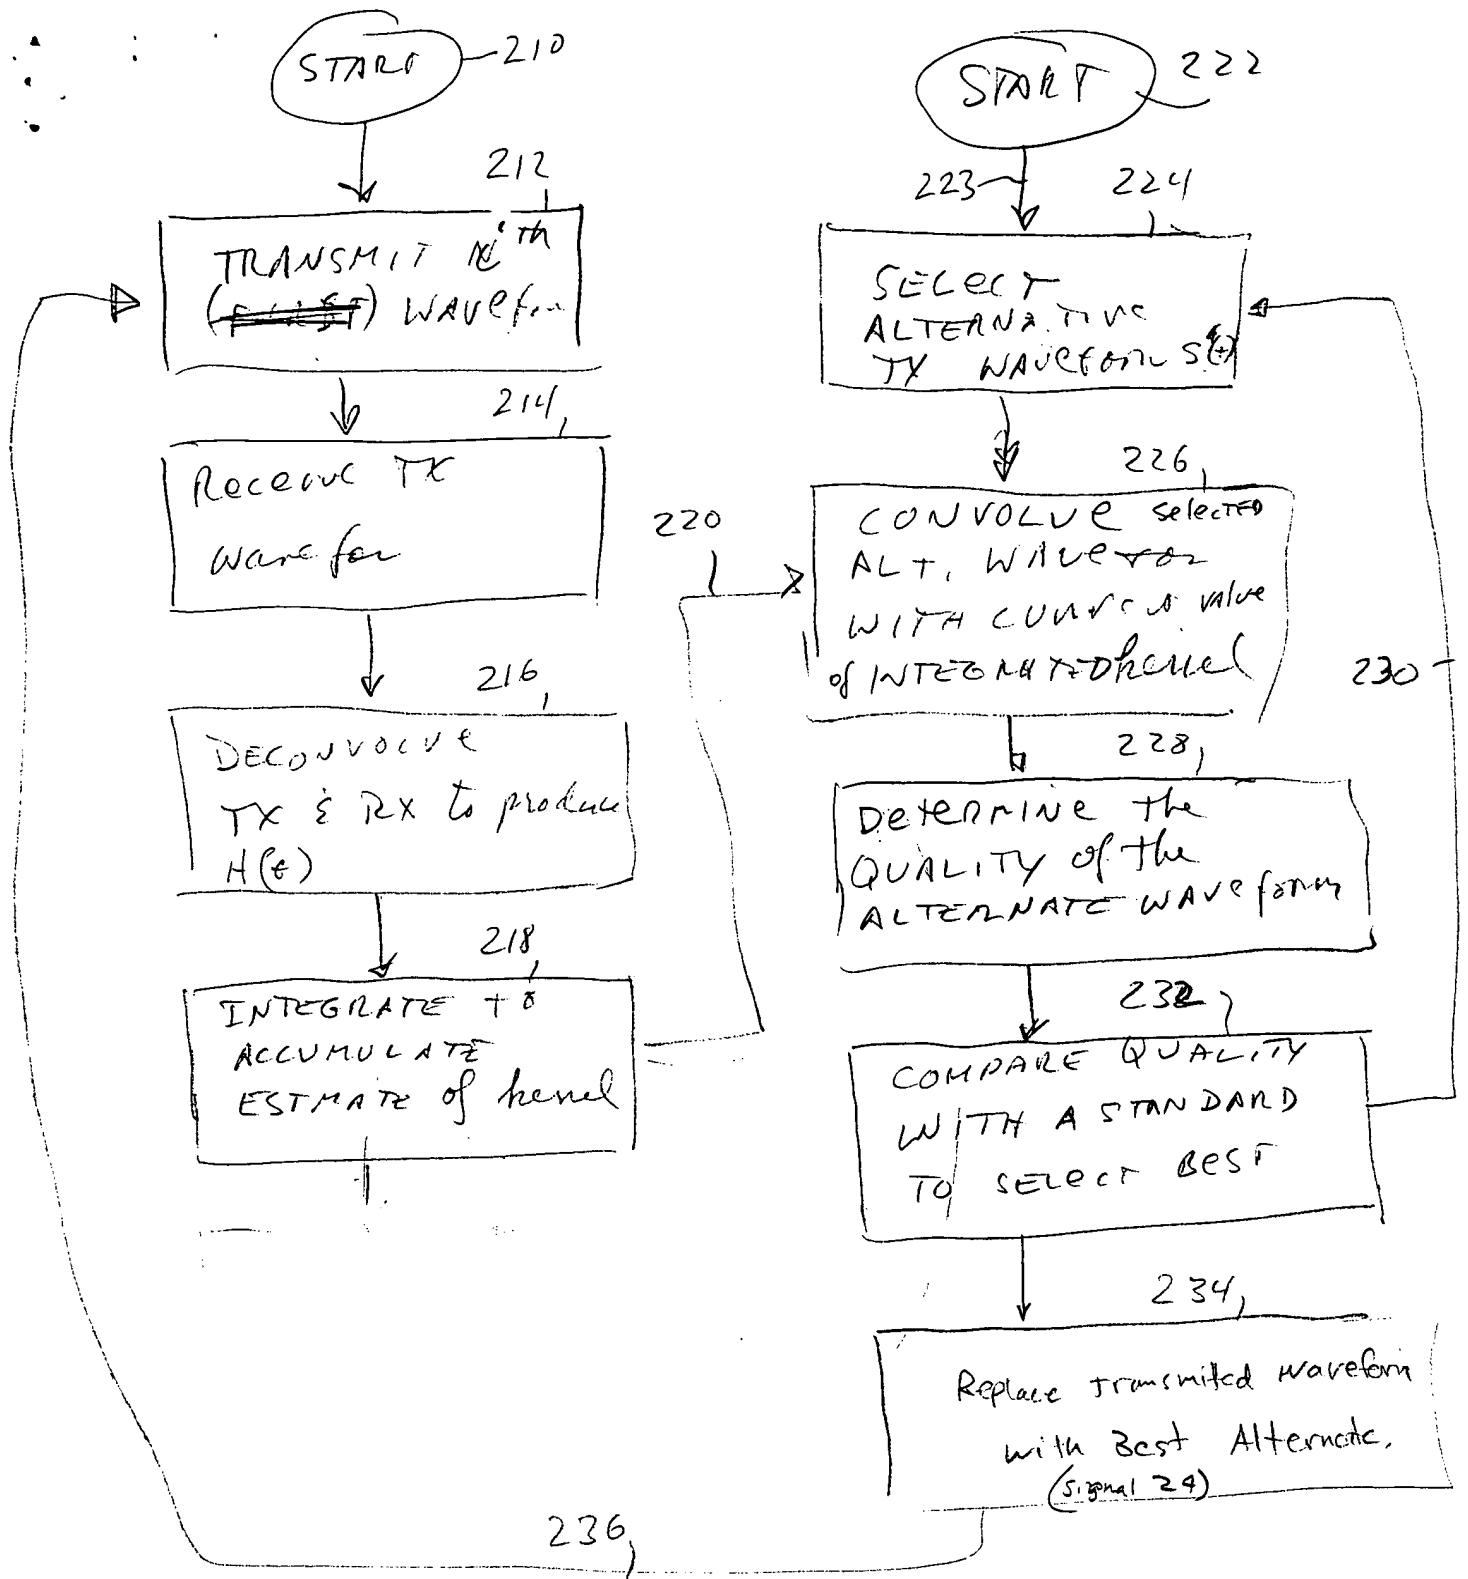 START
210
212
TRANSMIT ith
( ) WAVEform
214
Receive TX
Wavefor
216
DECONVOLVE
TX & RX to produce
H(t)
218
INTEGRATE TO
ACCUMULATE
ESTMATE of kernel
220
START
222
223
224
SELECT
ALTERNATIVE
TX WAVEform S(t)
226
CONVOLVE selecTED
ALT. WAVEfor
WITH value
of INTEGRATED kernel
228
DeTERMINE the
QUALITY of the
ALTERNATE WAVEform
230
232
COMPARE QUALITY
WITH A STANDARD
TO SELECT BEST
234
Replace transmitted waveform
with Best Alternate.
(signal 24)
236